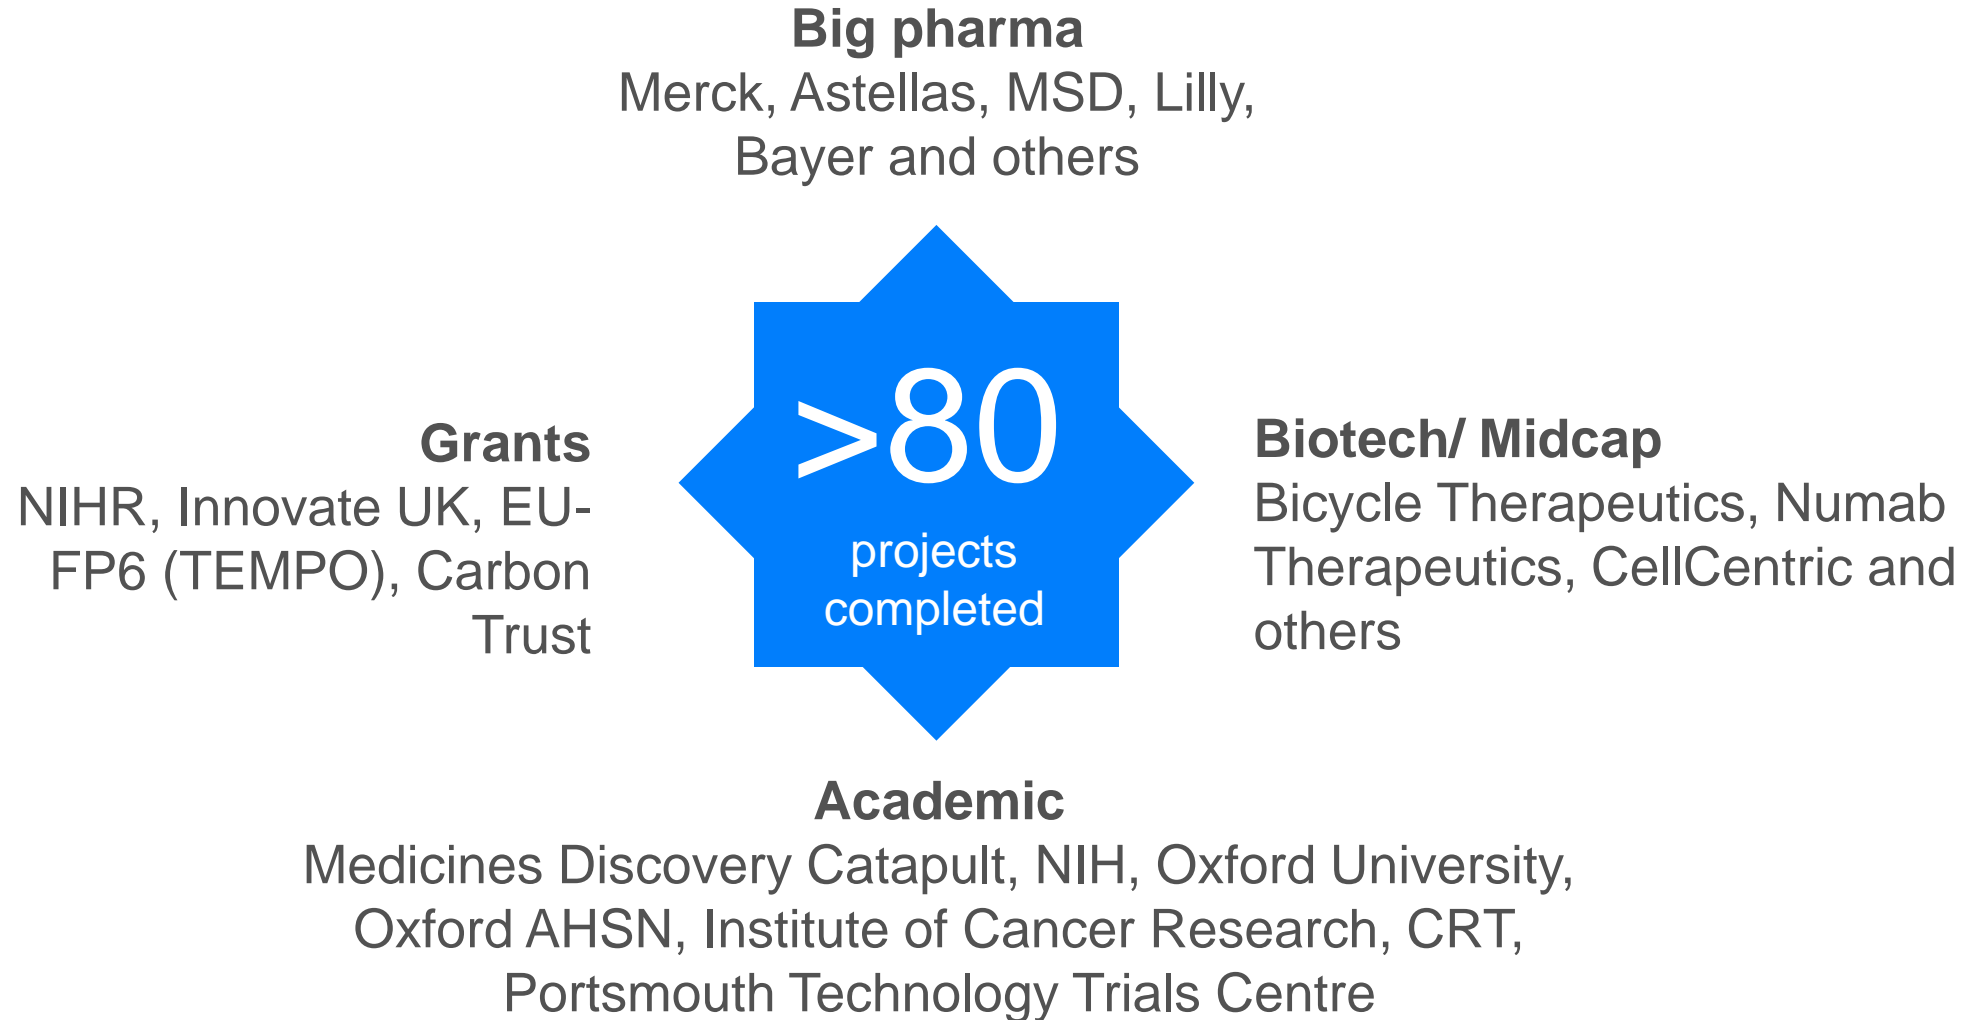 Big pharma
Merck, Astellas, MSD, Lilly,
Bayer and others
Grants
NIHR, Innovate UK, EU-
FP6 (TEMPO), Carbon
Trust
>80
projects
completed
Biotech/ Midcap
Bicycle Therapeutics, Numab
Therapeutics, CellCentric and
others
Academic
Medicines Discovery Catapult, NIH, Oxford University,
Oxford AHSN, Institute of Cancer Research, CRT,
Portsmouth Technology Trials Centre